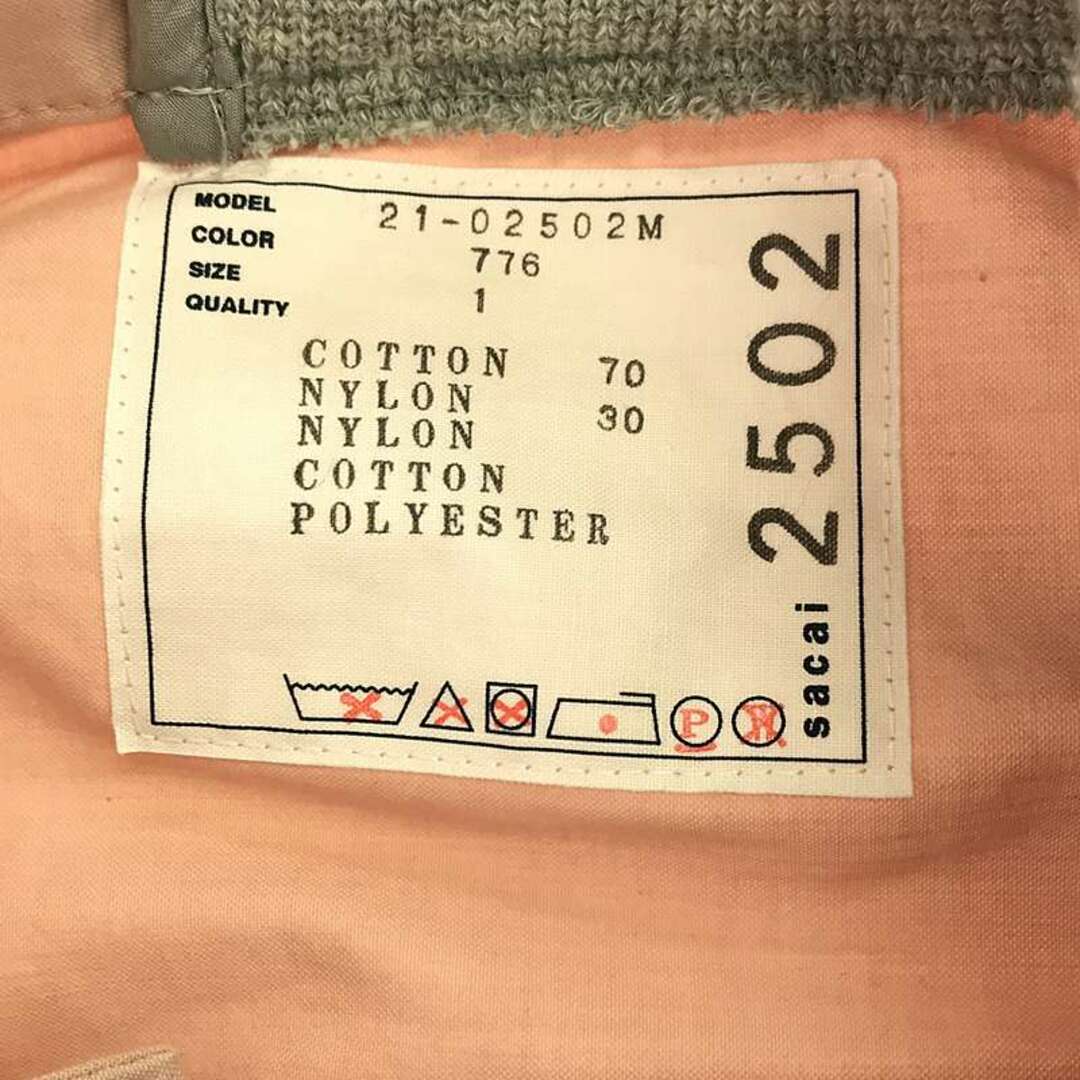 MODEL 21-02502M
COLOR 776
SIZE 1
QUALITY
COTTON 70
NYLON 30
NYLON
COTTON
POLYESTER
P
W
sacai 2502